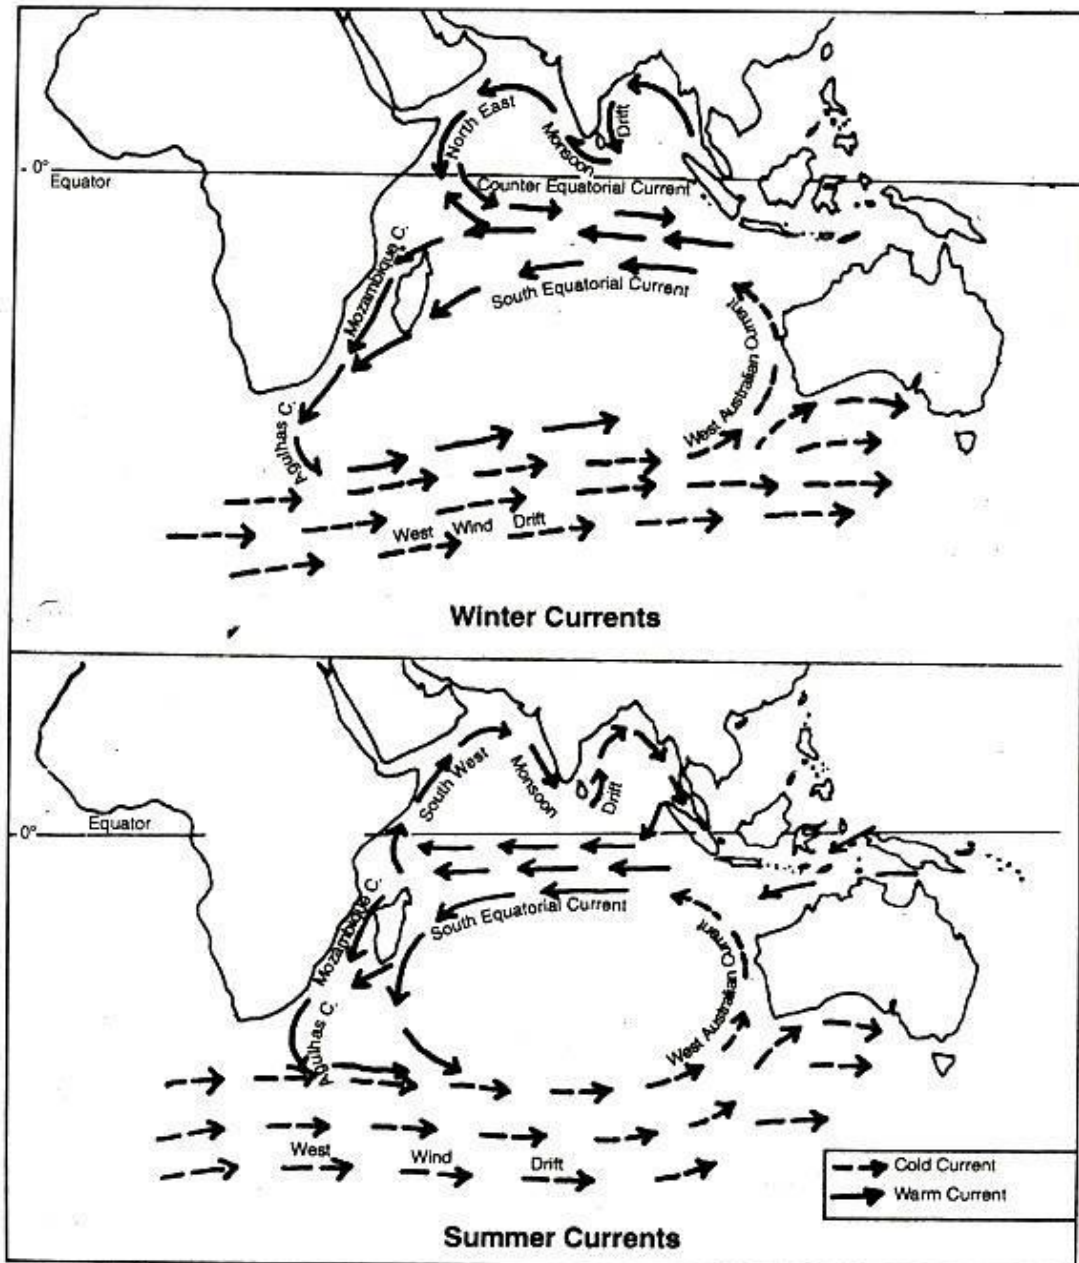 North East
Monsoon
Drift
0°
Equator
Counter Equatorial Current
Mozambique C.
South Equatorial Current
West Australian Current
Agulhas C.
West Wind Drift
Winter Currents
South West
Monsoon
Drift
0°
Equator
Mozambique C.
South Equatorial Current
West Australian Current
Agulhas C.
West Wind Drift
Cold Current
Warm Current
Summer Currents